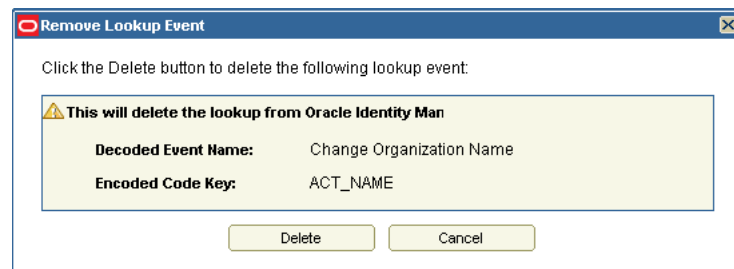 Remove Lookup Event
Click the Delete button to delete the following lookup event:
This will delete the lookup from Oracle Identity Man
Decoded Event Name: Change Organization Name
Encoded Code Key: ACT_NAME
Delete Cancel